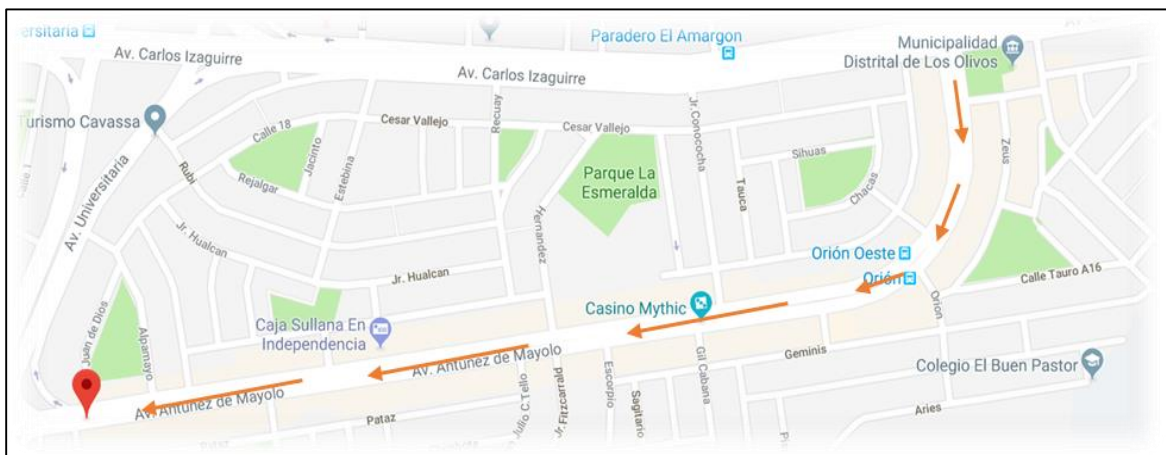 ersitaria
Av. Carlos Izaguirre
Av. Carlos Izaguirre
Paradero El Amargon
Municipalidad
Distrital de Los Olivos
urismo Cavassa
Calle 18
Cesar Vallejo
Recuay
Cesar Vallejo
Jr. Conococha
Sihuas
Zeus
Jacinto
Estebina
Rejalgar
Rubi
Parque La
Esmeralda
Tauca
Chacas
Av. Universitaria
Jr. Hualcan
Hernandez
Orión Oeste
Orión
Calle Tauro A16
Jr. Hualcan
Casino Mythic
Orion
Juan de Dios
Alpamayo
Caja Sullana En
Independencia
Av. Antúnez de Mayolo
Gil Cabana
Geminis
Colegio El Buen Pastor
Av. Antúnez de Mayolo
Pataz
Julio C.Tello
Jr. Fitzcarrald
Escorpio
Sagitario
Aries